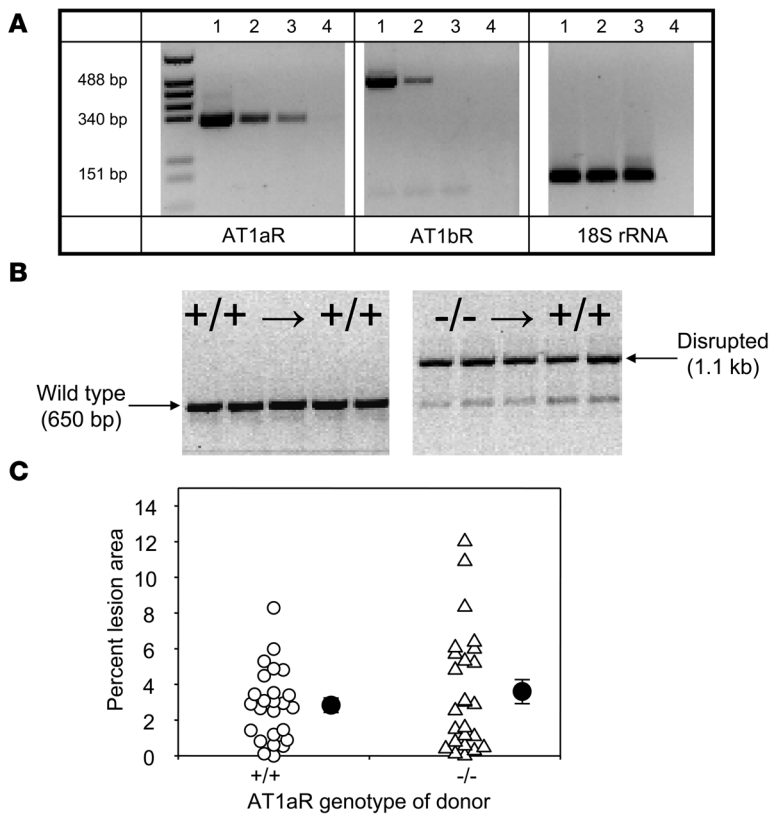 A
1 2 3 4 1 2 3 4 1 2 3 4
488 bp
340 bp
151 bp
AT1aR AT1bR 18S rRNA
B
+/+ → +/+ -/- → +/+
Disrupted
(1.1 kb)
Wild type
(650 bp)
C
Percent lesion area
14
12
10
8
6
4
2
0
+/+ -/-
AT1aR genotype of donor